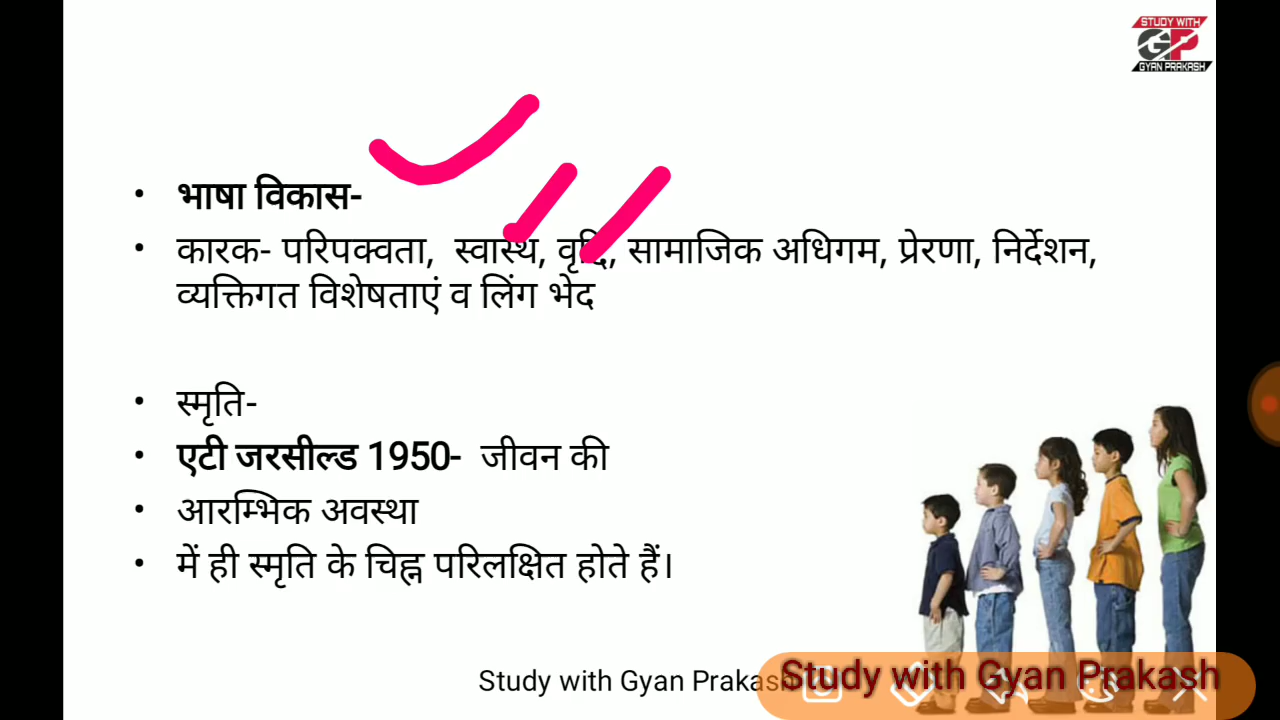 STUDY WITH
GP
GYAN PRAKASH
• भाषा विकास-
• कारक- परिपक्वता, स्वास्थ, वृद्दि, सामाजिक अधिगम, प्रेरणा, निर्देशन,
व्यक्तिगत विशेषताएं व लिंग भेद
• स्मृति-
• एटी जरसील्ड 1950- जीवन की
• आरम्भिक अवस्था
• में ही स्मृति के चिह्न परिलक्षित होते हैं।
Study with Gyan Prakash
Study with Gyan Prakash